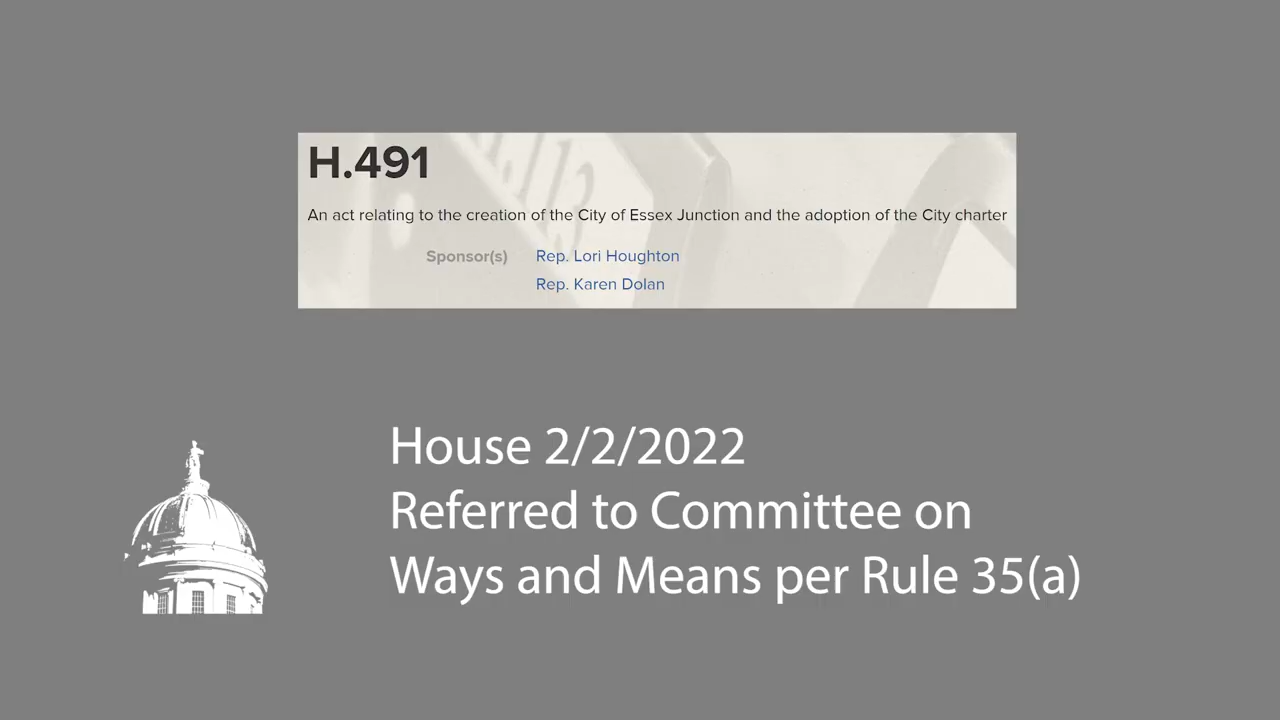 H.491
An act relating to the creation of the City of Essex Junction and the adoption of the City charter
Sponsor(s) Rep. Lori Houghton
Rep. Karen Dolan
House 2/2/2022
Referred to Committee on
Ways and Means per Rule 35(a)